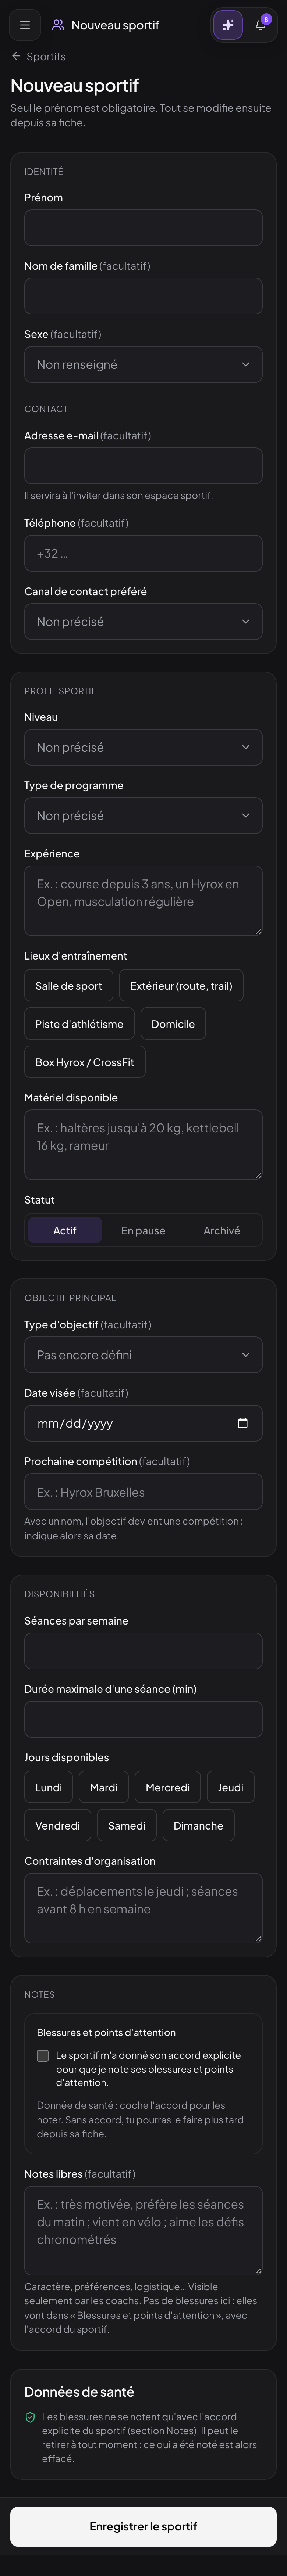 Nouveau sportif
8
Sportifs
Nouveau sportif
Seul le prénom est obligatoire. Tout se modifie ensuite
depuis sa fiche.
IDENTITÉ
Prénom
Nom de famille (facultatif)
Sexe (facultatif)
Non renseigné
CONTACT
Adresse e-mail (facultatif)
Il servira à l'inviter dans son espace sportif.
Téléphone (facultatif)
+32 …
Canal de contact préféré
Non précisé
PROFIL SPORTIF
Niveau
Non précisé
Type de programme
Non précisé
Expérience
Ex. : course depuis 3 ans, un Hyrox en
Open, musculation régulière
Lieux d'entraînement
Salle de sport
Extérieur (route, trail)
Piste d'athlétisme
Domicile
Box Hyrox / CrossFit
Matériel disponible
Ex. : haltères jusqu'à 20 kg, kettlebell
16 kg, rameur
Statut
Actif
En pause
Archivé
OBJECTIF PRINCIPAL
Type d'objectif (facultatif)
Pas encore défini
Date visée (facultatif)
mm/dd/yyyy
Prochaine compétition (facultatif)
Ex. : Hyrox Bruxelles
Avec un nom, l'objectif devient une compétition :
indique alors sa date.
DISPONIBILITÉS
Séances par semaine
Durée maximale d'une séance (min)
Jours disponibles
Lundi
Mardi
Mercredi
Jeudi
Vendredi
Samedi
Dimanche
Contraintes d'organisation
Ex. : déplacements le jeudi ; séances
avant 8 h en semaine
NOTES
Blessures et points d'attention
Le sportif m'a donné son accord explicite
pour que je note ses blessures et points
d'attention.
Donnée de santé : coche l'accord pour les
noter. Sans accord, tu pourras le faire plus tard
depuis sa fiche.
Notes libres (facultatif)
Ex. : très motivée, préfère les séances
du matin ; vient en vélo ; aime les défis
chronométrés
Caractère, préférences, logistique… Visible
seulement par les coachs. Pas de blessures ici : elles
vont dans « Blessures et points d'attention », avec
l'accord du sportif.
Données de santé
Les blessures ne se notent qu'avec l'accord
explicite du sportif (section Notes). Il peut le
retirer à tout moment : ce qui a été noté est alors
effacé.
Enregistrer le sportif